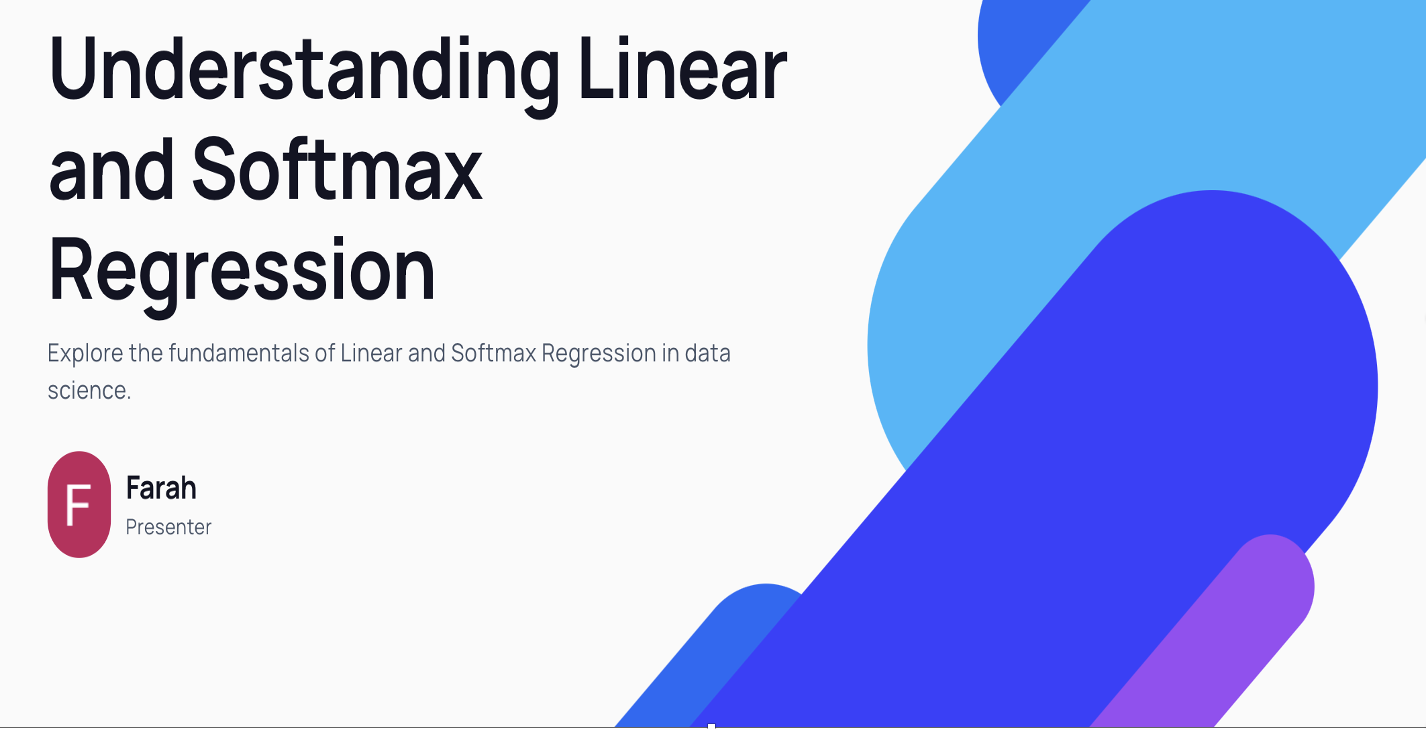 Understanding Linear
and Softmax
Regression
Explore the fundamentals of Linear and Softmax Regression in data
science.
F
Farah
Presenter